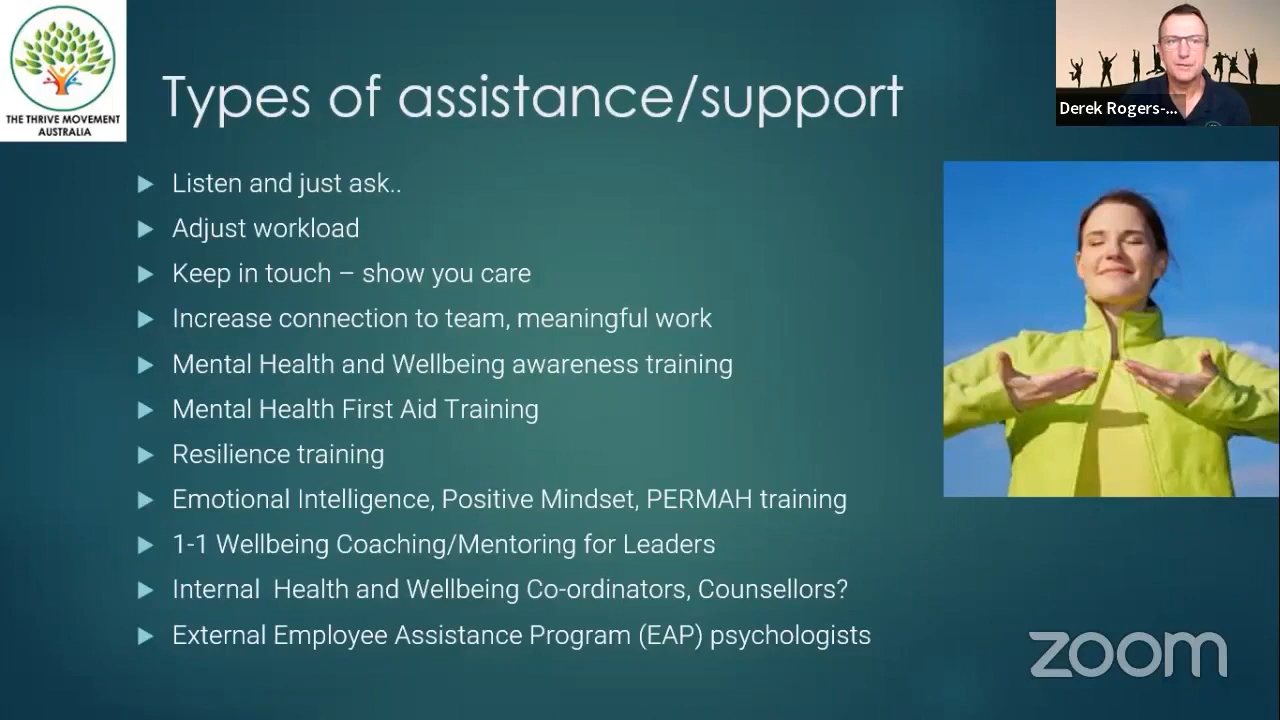 THE THRIVE MOVEMENT
AUSTRALIA
Types of assistance/support
Derek Rogers-...
Listen and just ask..
Adjust workload
Keep in touch – show you care
Increase connection to team, meaningful work
Mental Health and Wellbeing awareness training
Mental Health First Aid Training
Resilience training
Emotional Intelligence, Positive Mindset, PERMAH training
1-1 Wellbeing Coaching/Mentoring for Leaders
Internal  Health and Wellbeing Co-ordinators, Counsellors?
External Employee Assistance Program (EAP) psychologists
zoom